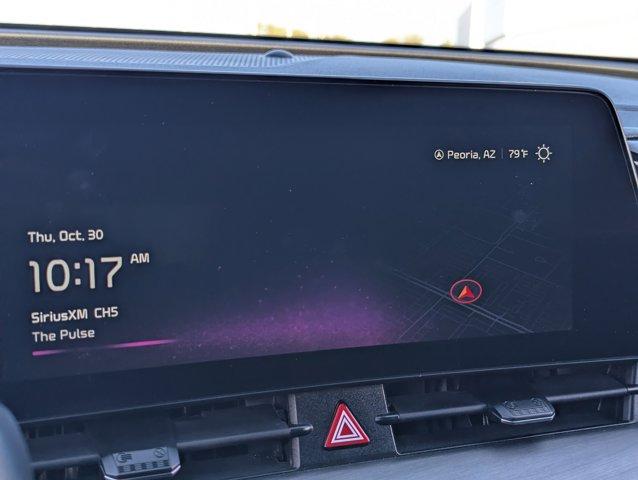 Peoria, AZ | 79°F
Thu, Oct. 30
10:17 AM
SiriusXM CH5
The Pulse